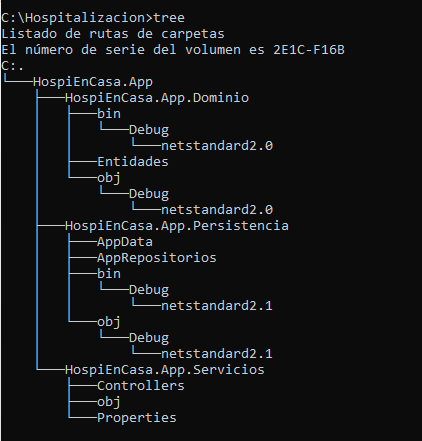 C:\Hospitalizacion>tree
Listado de rutas de carpetas
El número de serie del volumen es 2E1C-F16B
C:.
└───HospiEnCasa.App
    ├───HospiEnCasa.App.Dominio
    │   ├───bin
    │   │   └───Debug
    │   │       └───netstandard2.0
    │   ├───Entidades
    │   └───obj
    │       └───Debug
    │           └───netstandard2.0
    ├───HospiEnCasa.App.Persistencia
    │   ├───AppData
    │   ├───AppRepositorios
    │   ├───bin
    │   │   └───Debug
    │   │       └───netstandard2.1
    │   └───obj
    │       └───Debug
    │           └───netstandard2.1
    └───HospiEnCasa.App.Servicios
        ├───Controllers
        ├───obj
        └───Properties